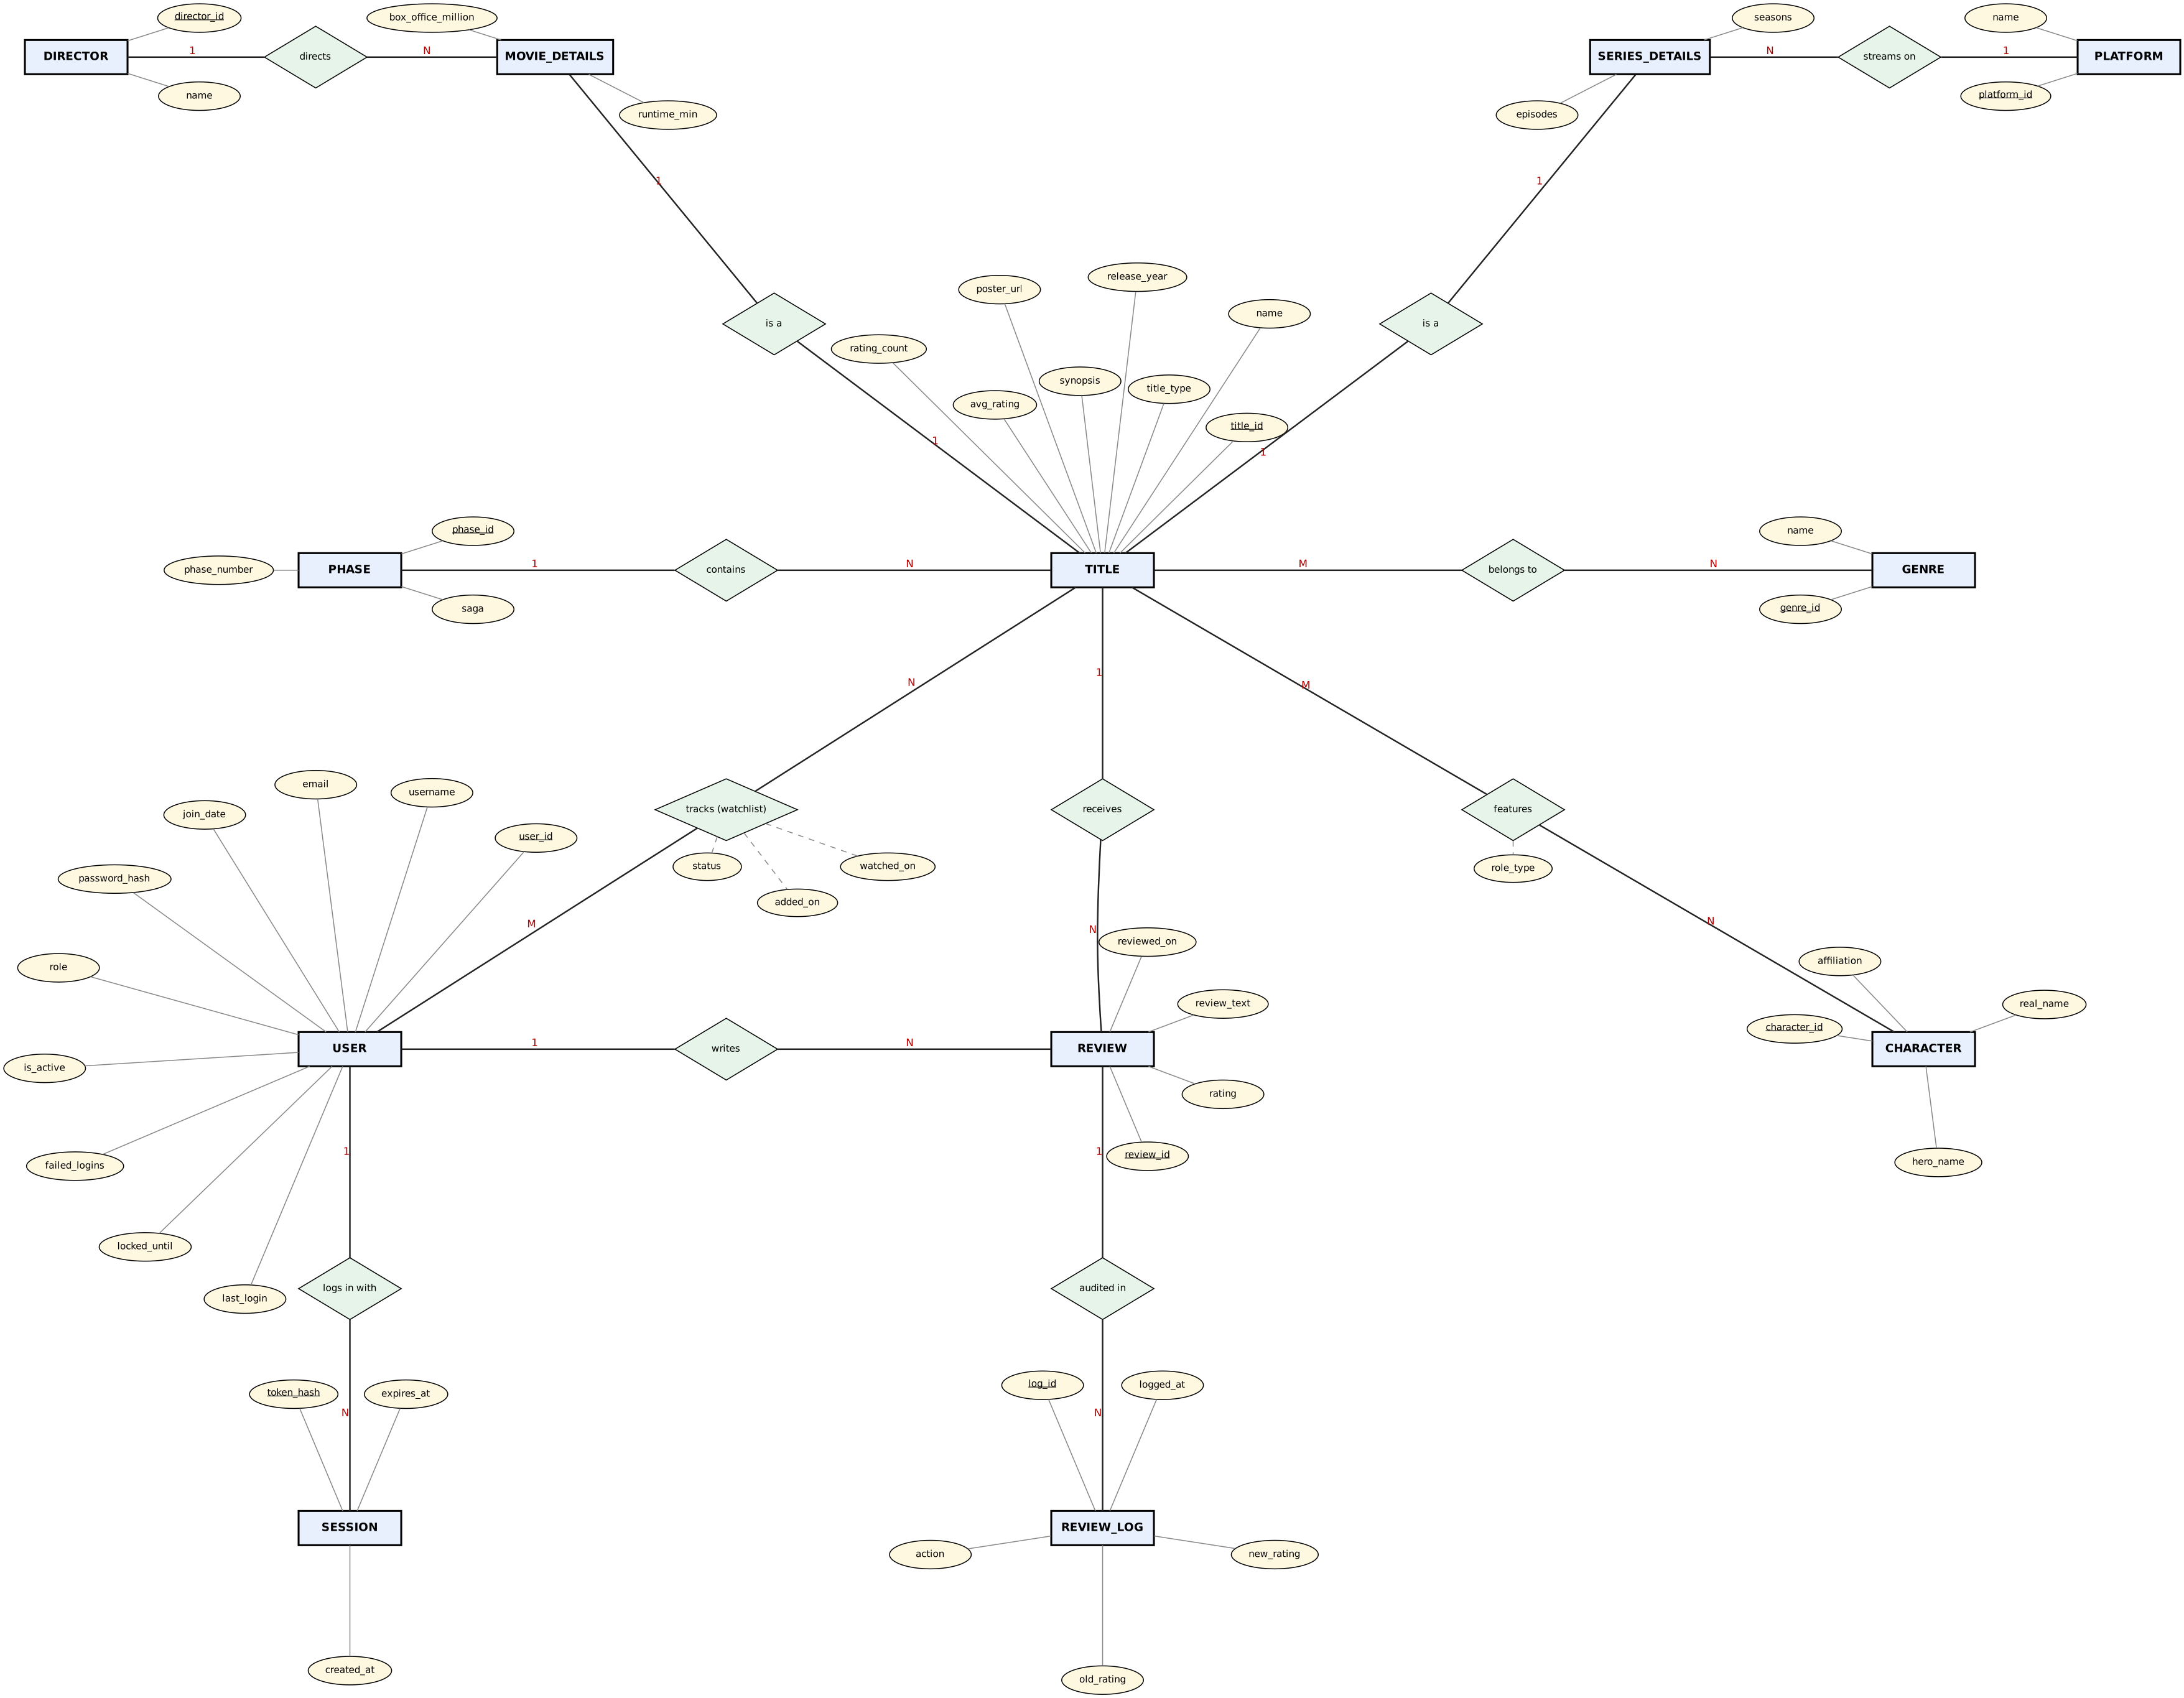 director_id
box_office_million
seasons
name
DIRECTOR
1
directs
N
MOVIE_DETAILS
SERIES_DETAILS
N
streams on
1
PLATFORM
name
runtime_min
episodes
platform_id
1
1
release_year
poster_url
name
is a
is a
rating_count
synopsis
title_type
avg_rating
title_id
1
1
phase_id
name
phase_number
PHASE
1
contains
N
TITLE
M
belongs to
N
GENRE
saga
genre_id
N
1
M
email
username
join_date
tracks (watchlist)
receives
features
user_id
status
watched_on
role_type
password_hash
added_on
M
N
N
reviewed_on
affiliation
role
review_text
real_name
character_id
USER
1
writes
N
REVIEW
CHARACTER
is_active
rating
1
1
review_id
hero_name
failed_logins
locked_until
logs in with
audited in
last_login
log_id
logged_at
token_hash
expires_at
N
N
SESSION
REVIEW_LOG
action
new_rating
created_at
old_rating